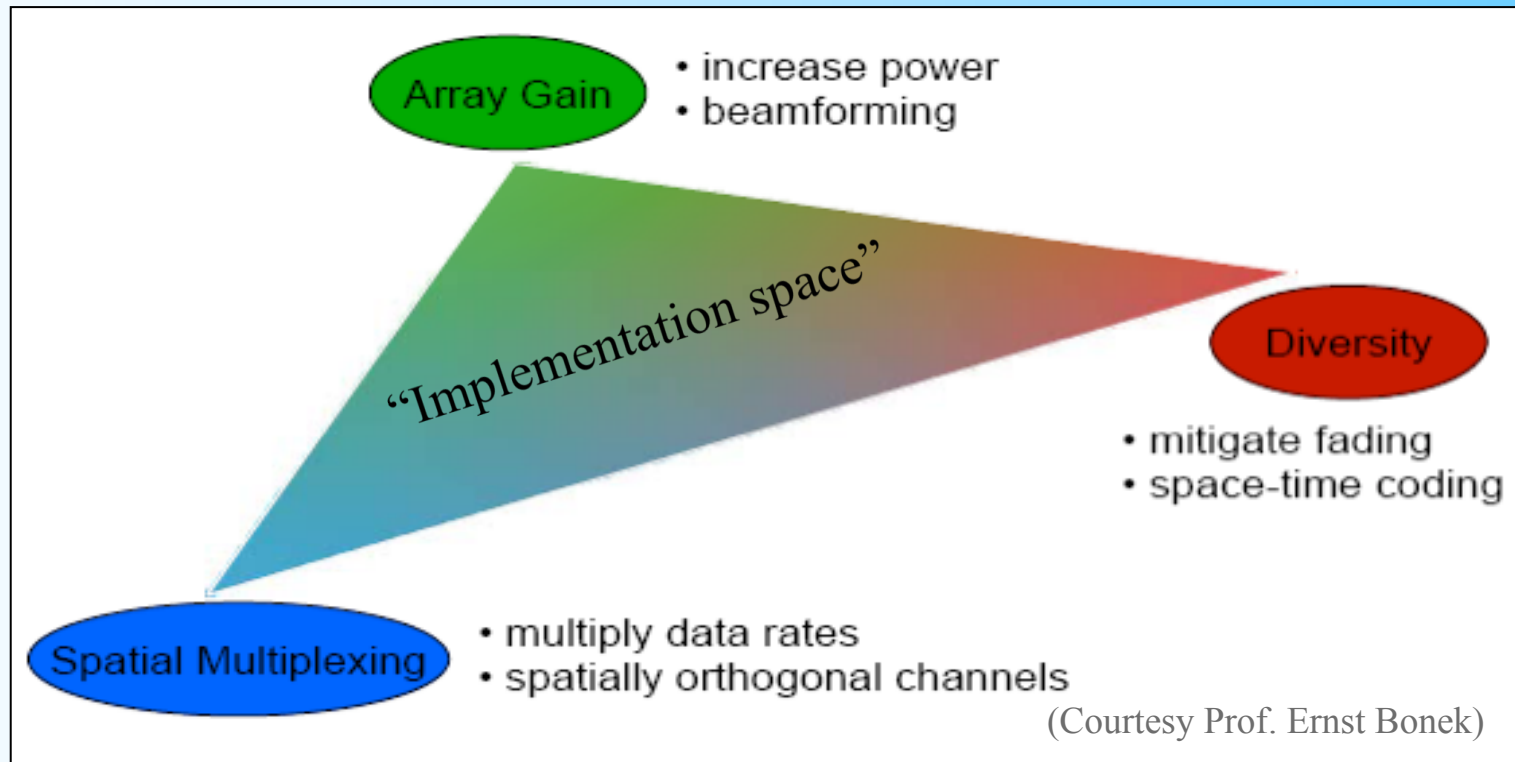 Array Gain
• increase power
• beamforming
“Implementation space”
Diversity
• mitigate fading
• space-time coding
Spatial Multiplexing
• multiply data rates
• spatially orthogonal channels
(Courtesy Prof. Ernst Bonek)